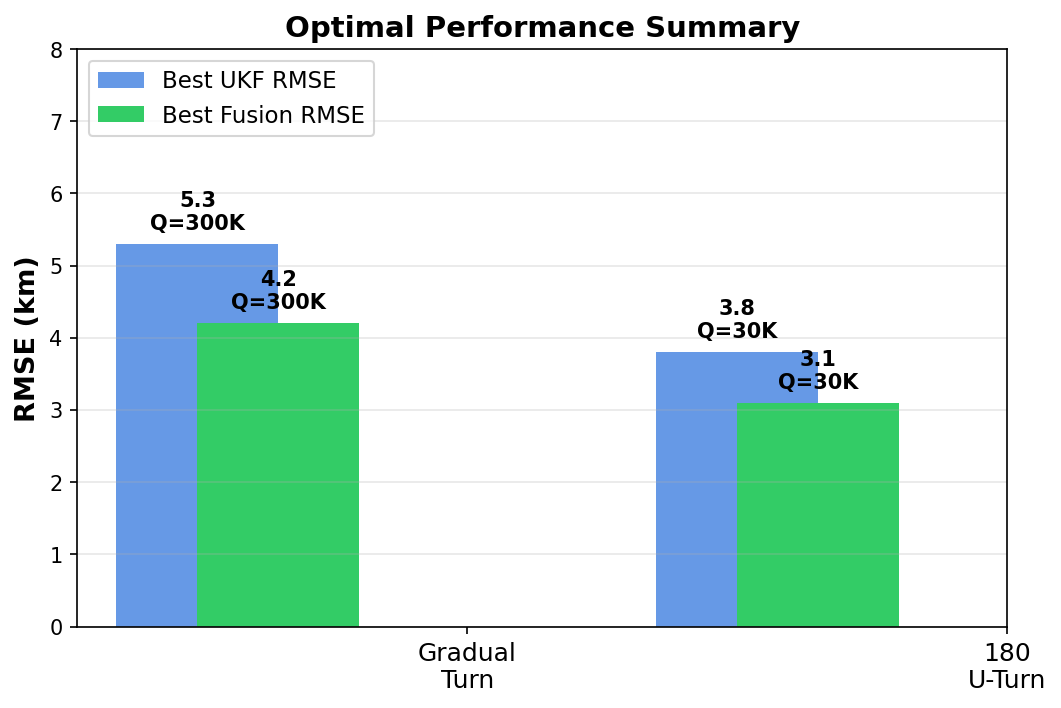 Optimal Performance Summary
RMSE (km)
8
7
6
5
4
3
2
1
0
Best UKF RMSE
Best Fusion RMSE
5.3
Q=300K
4.2
Q=300K
3.8
Q=30K
3.1
Q=30K
Gradual
Turn
180
U-Turn